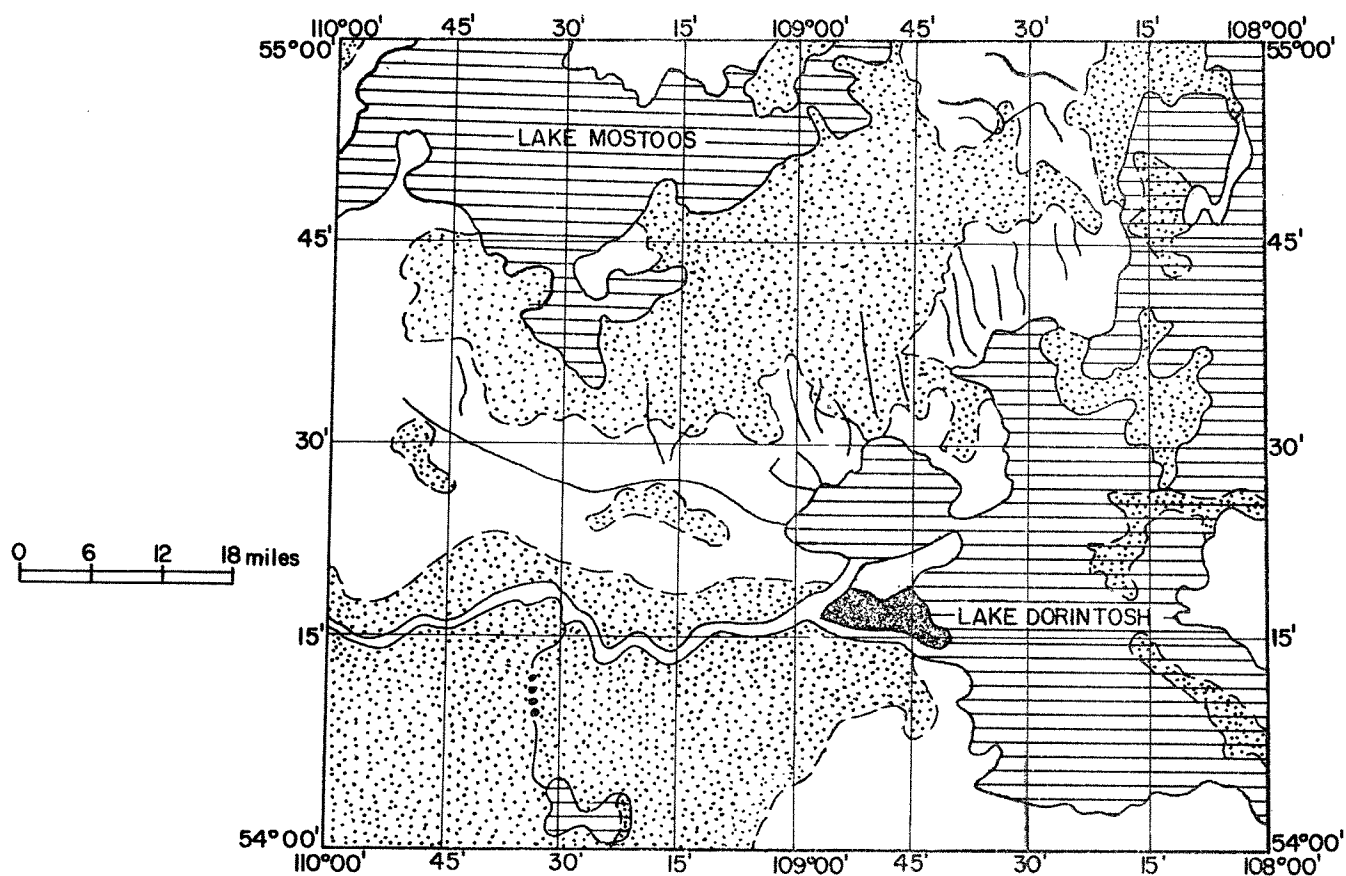 110°00' 45' 30' 15' 109°00' 45' 30' 15' 108°00'
55°00' 55°00'
LAKE MOSTOOS
45' 45'
30' 30'
0 6 12 18 miles
LAKE DORINTOSH
15' 15'
54°00' 54°00'
110°00' 45' 30' 15' 109°00' 45' 30' 15' 108°00'